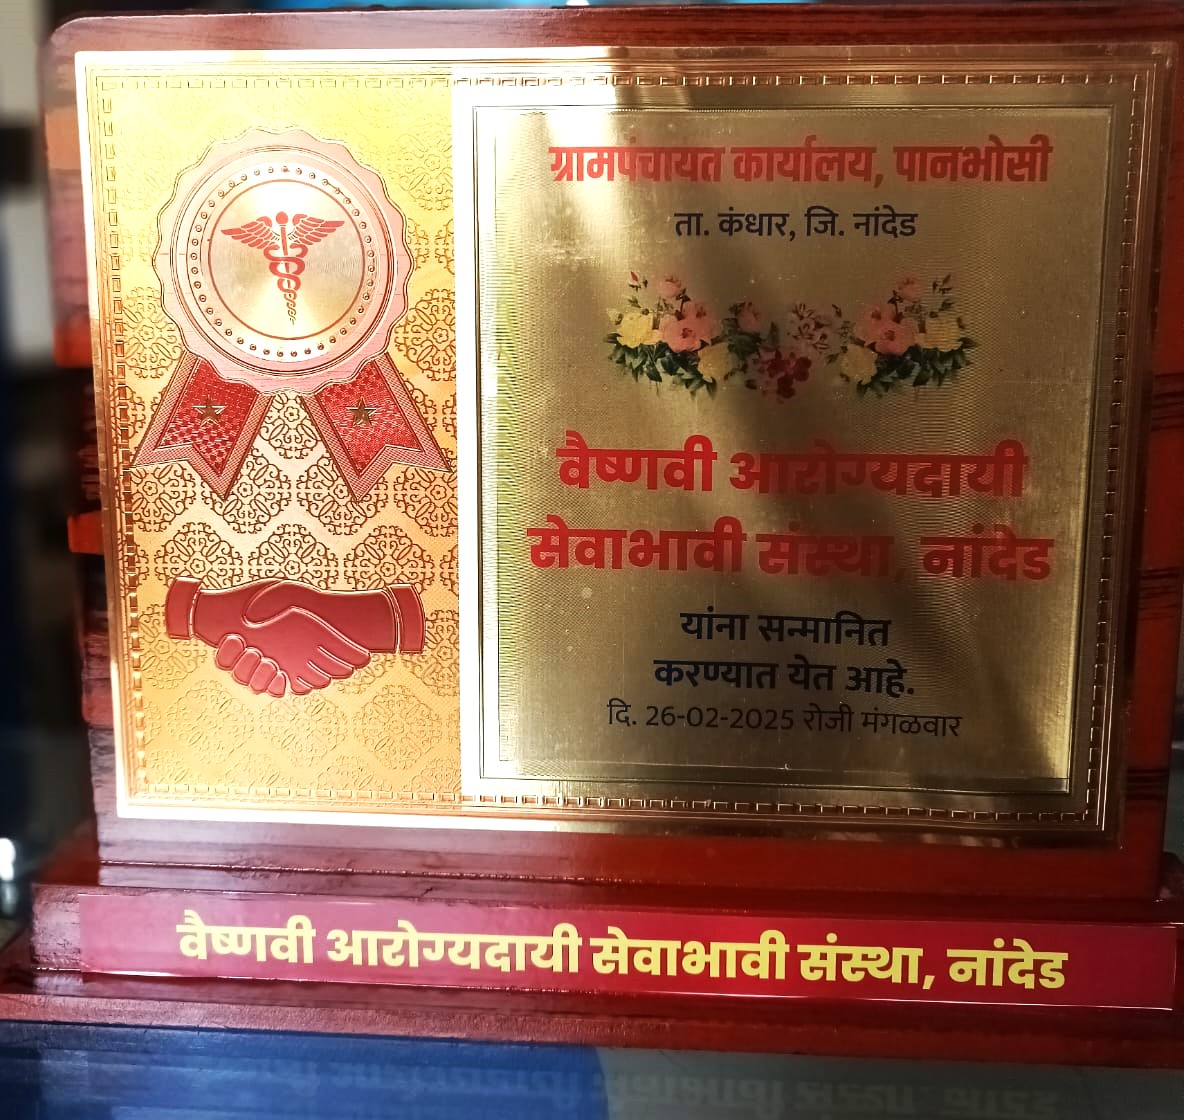 ग्रामपंचायत कार्यालय, पानभोसी
ता. कंधार, जि. नांदेड
वैष्णवी आरोग्यदायी
सेवाभावी संस्था, नांदेड
यांना सन्मानित
करण्यात येत आहे.
दि. 26-02-2025 रोजी मंगळवार
वैष्णवी आरोग्यदायी सेवाभावी संस्था, नांदेड